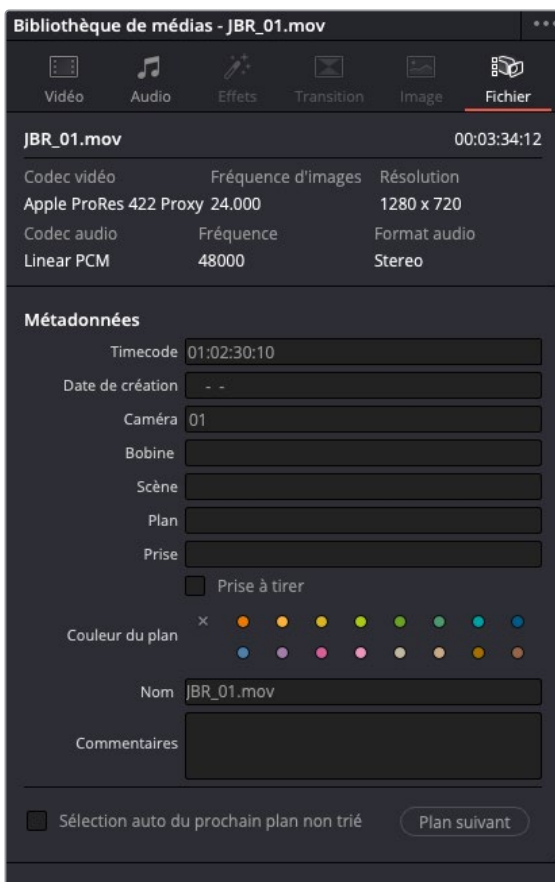 Bibliothèque de médias - JBR_01.mov •••
Vidéo Audio Effets Transition Image Fichier
JBR_01.mov 00:03:34:12
Codec vidéo Fréquence d'images Résolution
Apple ProRes 422 Proxy 24.000 1280 x 720
Codec audio Fréquence Format audio
Linear PCM 48000 Stereo
Métadonnées
Timecode 01:02:30:10
Date de création - -
Caméra 01
Bobine
Scène
Plan
Prise
Prise à tirer
Couleur du plan
Nom JBR_01.mov
Commentaires
Sélection auto du prochain plan non trié Plan suivant